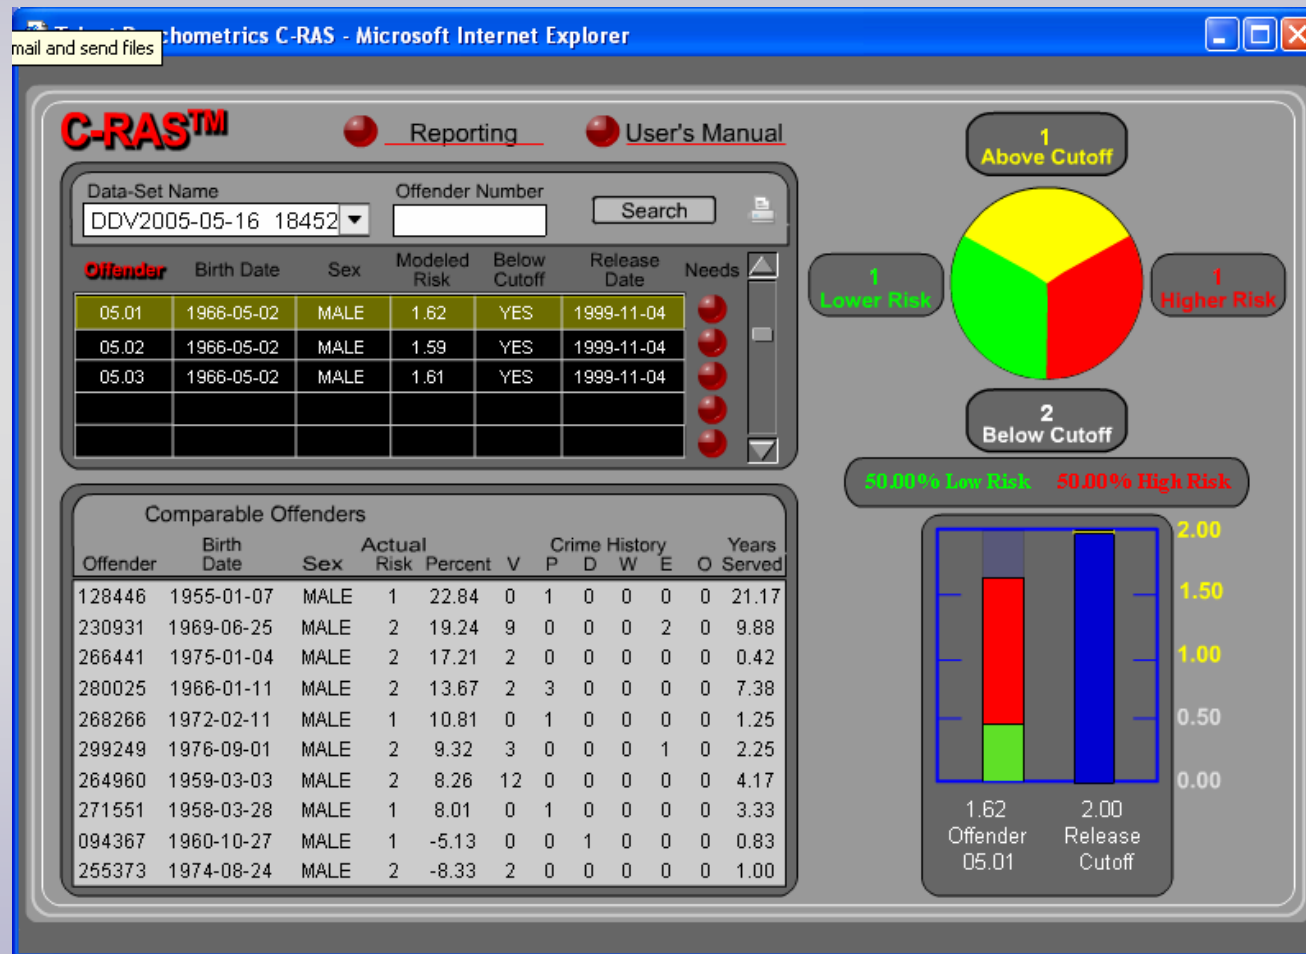 Psychometrics C-RAS - Microsoft Internet Explorer
mail and send files
C-RAS™
Reporting
User's Manual
Data-Set Name
Offender Number
DDV2005-05-16 18452
Search
Offender Birth Date Sex Modeled Risk Below Cutoff Release Date Needs
05.01 1966-05-02 MALE 1.62 YES 1999-11-04
05.02 1966-05-02 MALE 1.59 YES 1999-11-04
05.03 1966-05-02 MALE 1.61 YES 1999-11-04
1
Above Cutoff
1
Lower Risk
1
Higher Risk
2
Below Cutoff
50.00% Low Risk 50.00% High Risk
Comparable Offenders
Birth Actual Crime History Years
Offender Date Sex Risk Percent V P D W E O Served
128446 1955-01-07 MALE 1 22.84 0 1 0 0 0 0 21.17
230931 1969-06-25 MALE 2 19.24 9 0 0 0 2 0 9.88
266441 1975-01-04 MALE 2 17.21 2 0 0 0 0 0 0.42
280025 1966-01-11 MALE 2 13.67 2 3 0 0 0 0 7.38
268266 1972-02-11 MALE 1 10.81 0 1 0 0 0 0 1.25
299249 1976-09-01 MALE 2 9.32 3 0 0 0 1 0 2.25
264960 1959-03-03 MALE 2 8.26 12 0 0 0 0 0 4.17
271551 1958-03-28 MALE 1 8.01 0 1 0 0 0 0 3.33
094367 1960-10-27 MALE 1 -5.13 0 0 1 0 0 0 0.83
255373 1974-08-24 MALE 2 -8.33 2 0 0 0 0 0 1.00
2.00
1.50
1.00
0.50
0.00
1.62 2.00
Offender Release
05.01 Cutoff